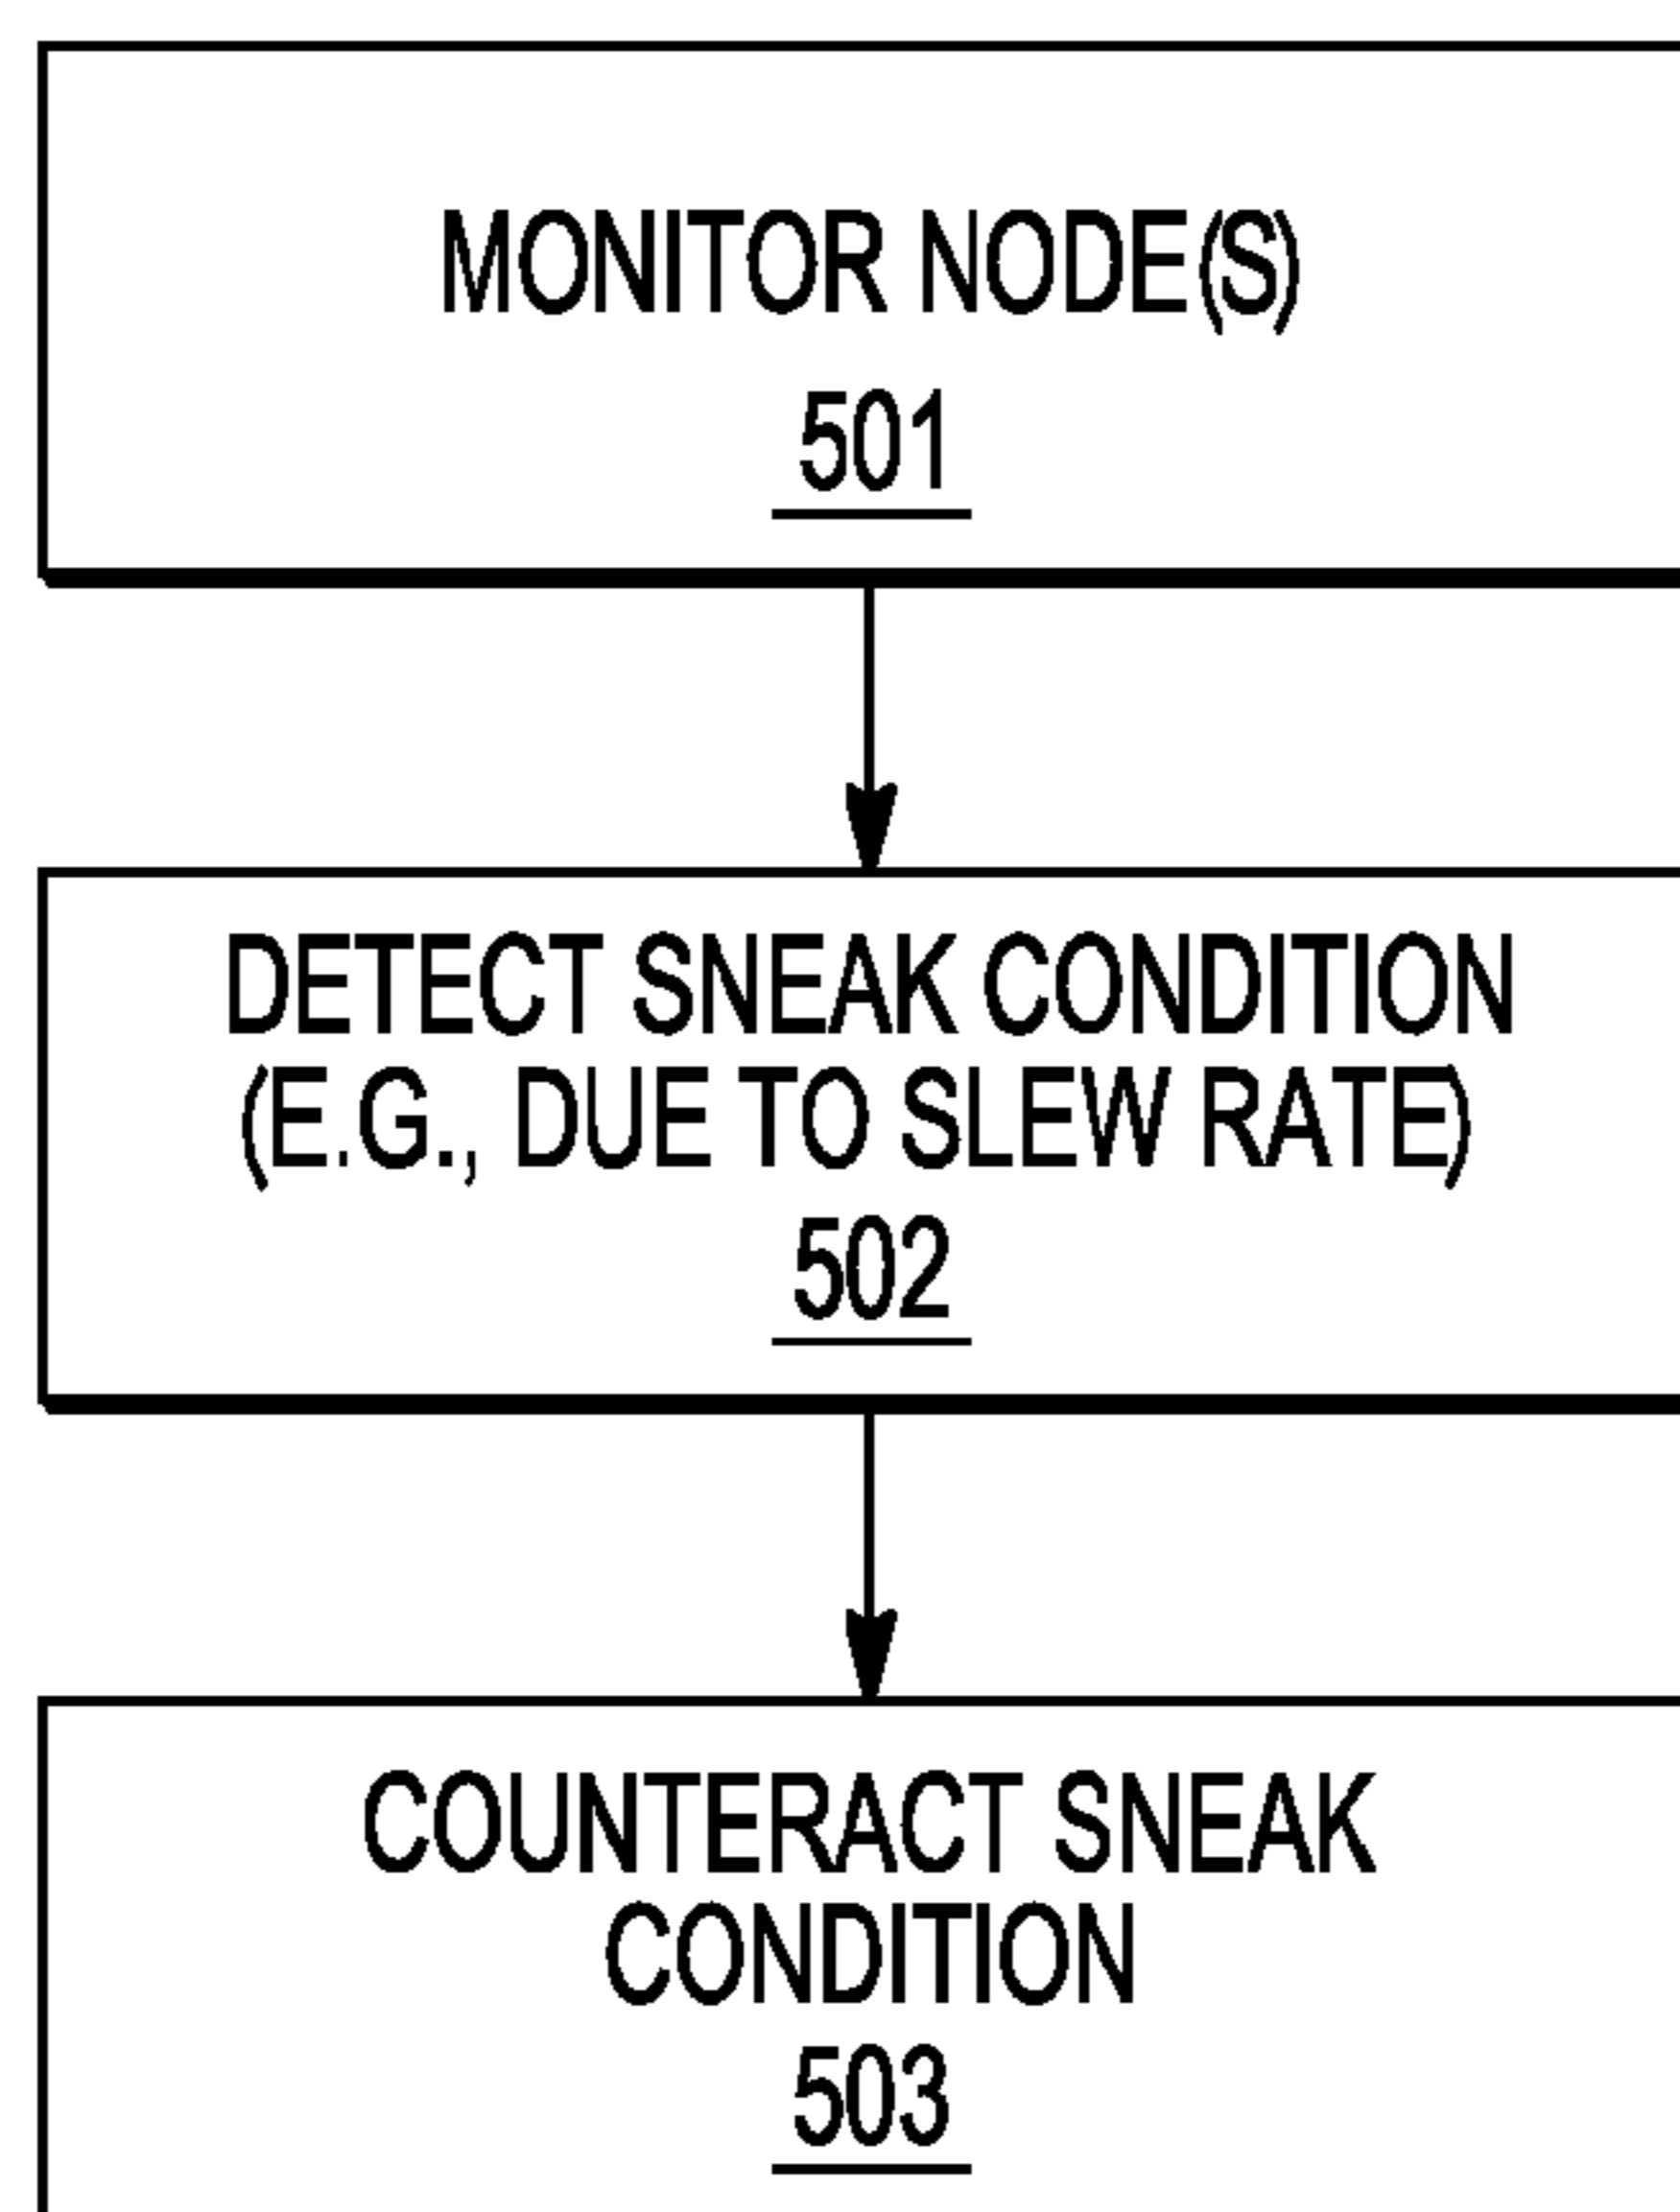 MONITOR NODE(S)
501
DETECT SNEAK CONDITION
(E.G., DUE TO SLEW RATE)
502
COUNTERACT SNEAK
CONDITION
503